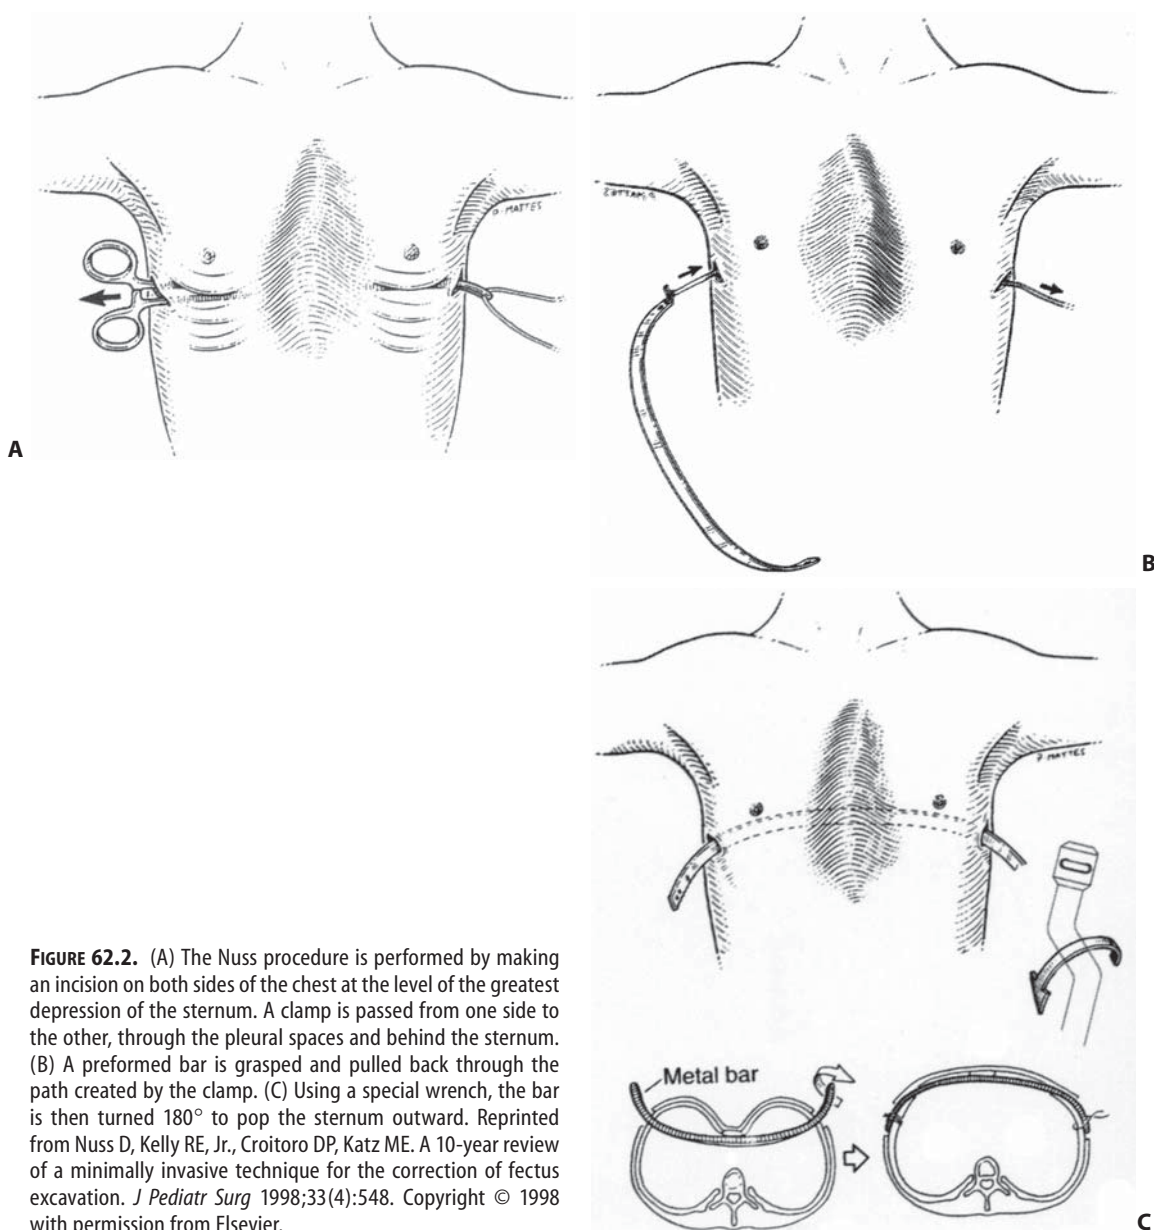 D. MATTES
A
B
P. MATTES
FIGURE 62.2. (A) The Nuss procedure is performed by making
an incision on both sides of the chest at the level of the greatest
depression of the sternum. A clamp is passed from one side to
the other, through the pleural spaces and behind the sternum.
(B) A preformed bar is grasped and pulled back through the
path created by the clamp. (C) Using a special wrench, the bar
is then turned 180° to pop the sternum outward. Reprinted
from Nuss D, Kelly RE, Jr., Croitoro DP, Katz ME. A 10-year review
of a minimally invasive technique for the correction of fectus
excavation. J Pediatr Surg 1998;33(4):548. Copyright © 1998
with permission from Elsevier.
Metal bar
C